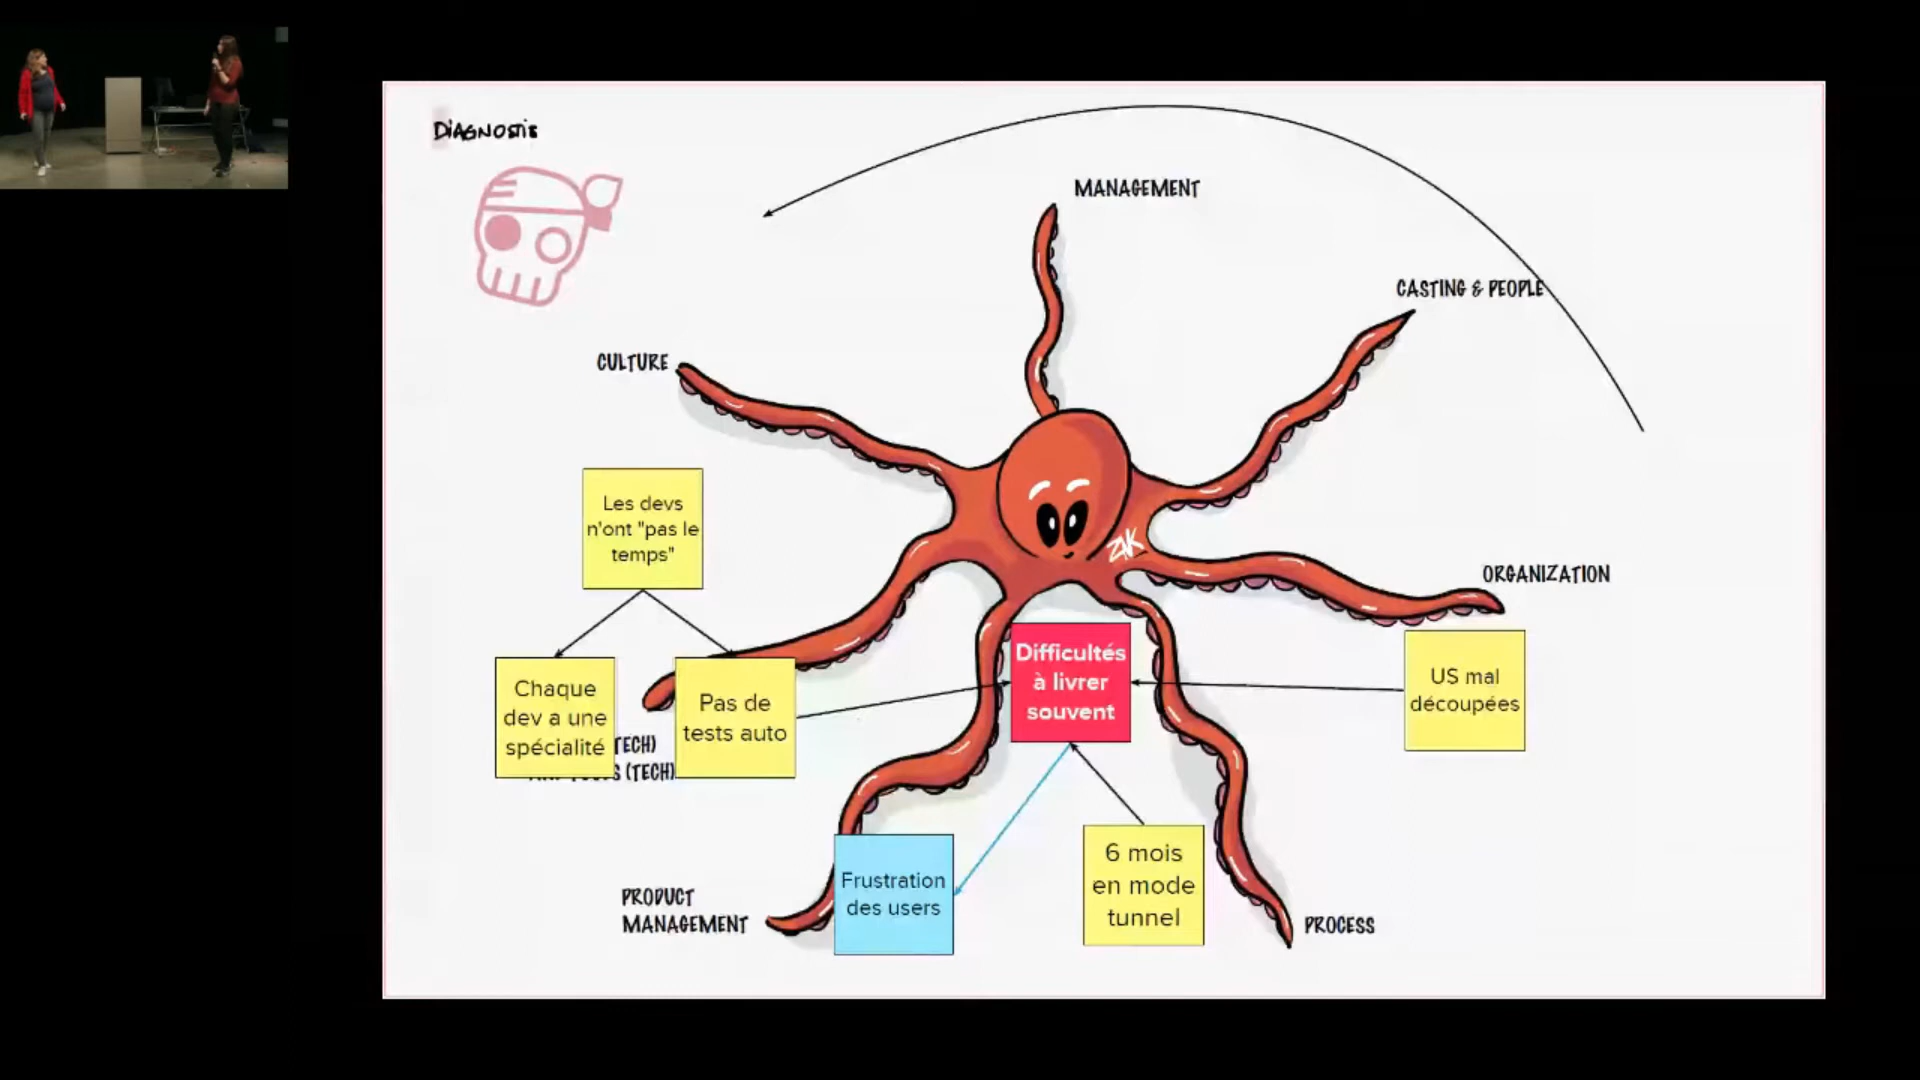 DIAGNOSTIC
MANAGEMENT
CASTING & PEOPLE
CULTURE
Les devs
n'ont "pas le
temps"
ZNK
ORGANIZATION
Difficultés
à livrer
souvent
US mal
découpées
Chaque
dev a une
spécialité
Pas de
tests auto
(TECH)
(TECH)
Frustration
des users
6 mois
en mode
tunnel
PRODUCT
MANAGEMENT
PROCESS